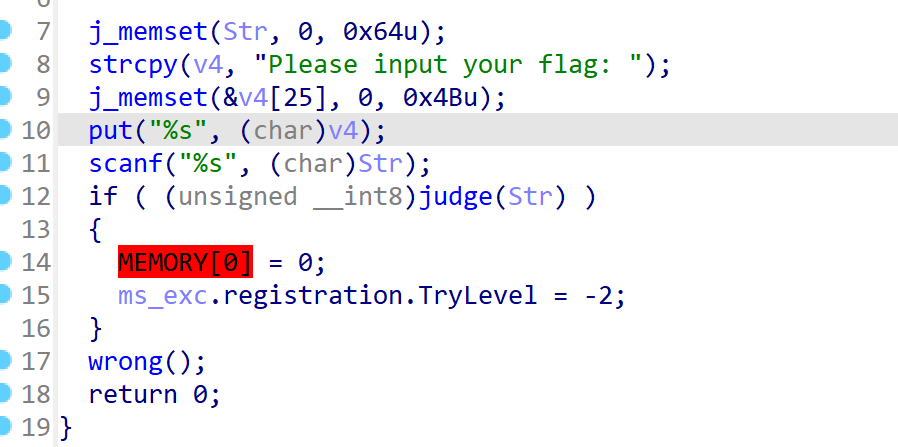 7 j_memset(Str, 0, 0x64u);
8 strcpy(v4, "Please input your flag: ");
9 j_memset(&v4[25], 0, 0x4Bu);
10 put("%s", (char)v4);
11 scanf("%s", (char)Str);
12 if ( (unsigned __int8)judge(Str) )
13 {
14 MEMORY[0] = 0;
15 ms_exc.registration.TryLevel = -2;
16 }
17 wrong();
18 return 0;
19 }